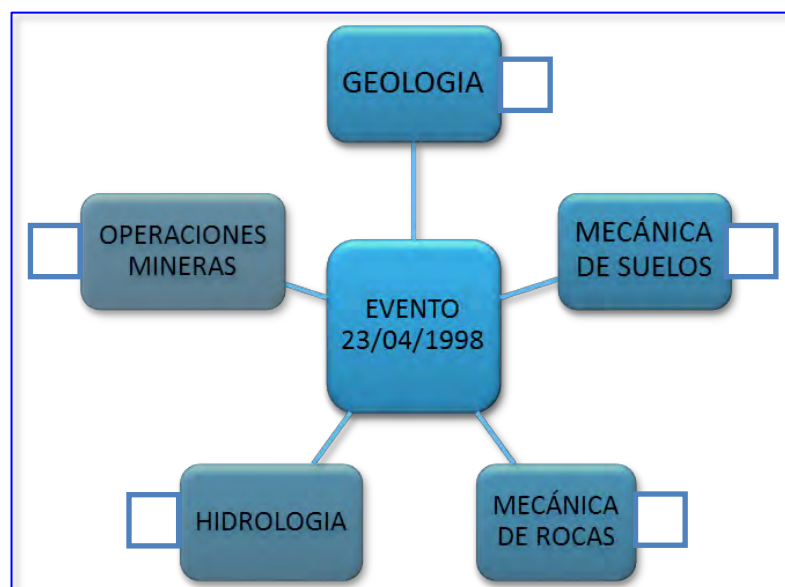 GEOLOGIA
OPERACIONES
MINERAS
MECÁNICA
DE SUELOS
EVENTO
23/04/1998
HIDROLOGIA
MECÁNICA
DE ROCAS